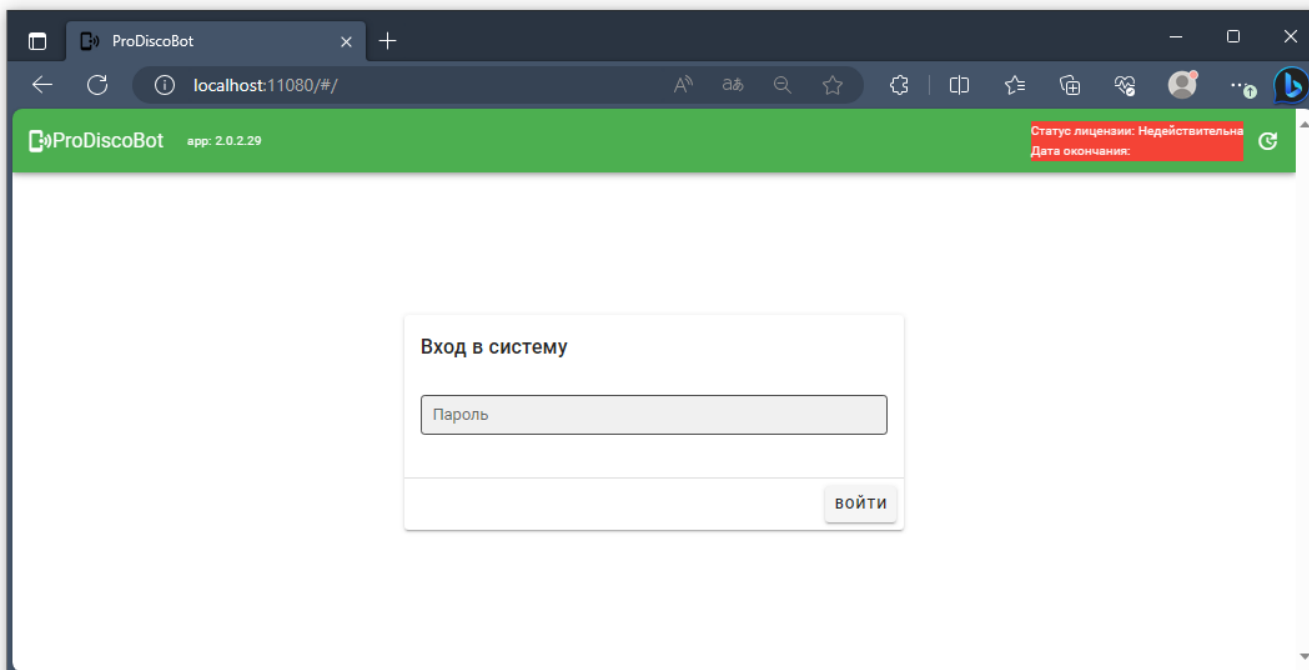 ProDiscoBot
localhost:11080/#/
ProDiscoBot app: 2.0.2.29
Статус лицензии: Недействительна
Дата окончания:
Вход в систему
Пароль
ВОЙТИ